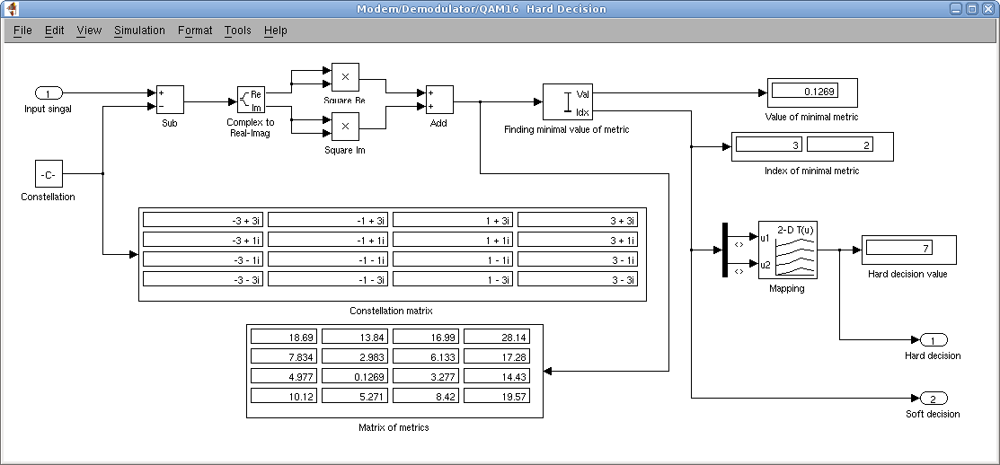 Modem/Demodulator/QAM16 Hard Decision
File Edit View Simulation Format Tools Help
1
Input singal
+
−
Sub
Re
Im
Complex to
Real-Imag
×
Square Re
×
Square Im
+
+
Add
Val
Idx
Finding minimal value of metric
0.1269
Value of minimal metric
3 2
Index of minimal metric
-C-
Constellation
-3 + 3i -1 + 3i 1 + 3i 3 + 3i
-3 + 1i -1 + 1i 1 + 1i 3 + 1i
-3 - 1i -1 - 1i 1 - 1i 3 - 1i
-3 - 3i -1 - 3i 1 - 3i 3 - 3i
Constellation matrix
<>
<>
2-D T(u)
u1
u2
Mapping
7
Hard decision value
18.69 13.84 16.99 28.14
7.834 2.983 6.133 17.28
4.977 0.1269 3.277 14.43
10.12 5.271 8.42 19.57
Matrix of metrics
1
Hard decision
2
Soft decision